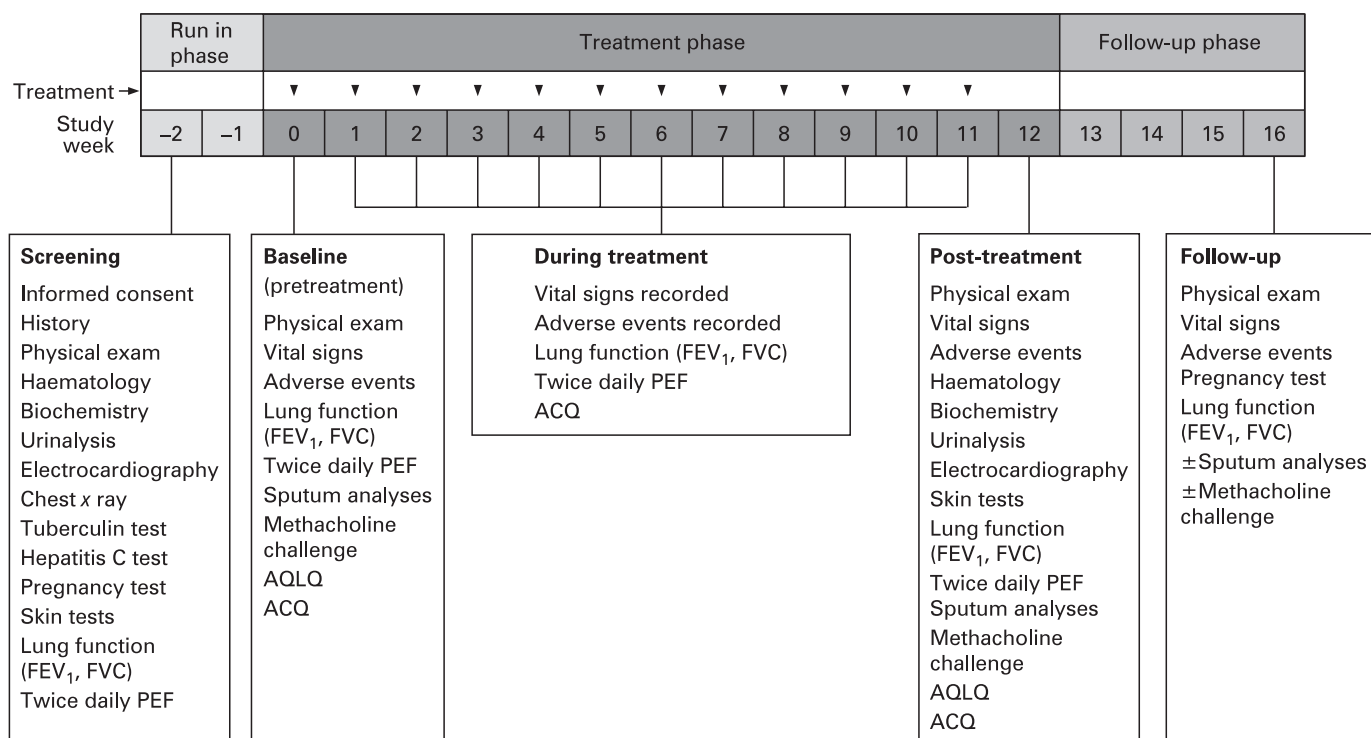 Run in
phase
Treatment phase
Follow-up phase
Treatment
Study
week
–2 –1 0 1 2 3 4 5 6 7 8 9 10 11 12 13 14 15 16
Screening
Informed consent
History
Physical exam
Haematology
Biochemistry
Urinalysis
Electrocardiography
Chest x ray
Tuberculin test
Hepatitis C test
Pregnancy test
Skin tests
Lung function
(FEV₁, FVC)
Twice daily PEF
Baseline
(pretreatment)
Physical exam
Vital signs
Adverse events
Lung function
(FEV₁, FVC)
Twice daily PEF
Sputum analyses
Methacholine
challenge
AQLQ
ACQ
During treatment
Vital signs recorded
Adverse events recorded
Lung function (FEV₁, FVC)
Twice daily PEF
ACQ
Post-treatment
Physical exam
Vital signs
Adverse events
Haematology
Biochemistry
Urinalysis
Electrocardiography
Skin tests
Lung function
(FEV₁, FVC)
Twice daily PEF
Sputum analyses
Methacholine
challenge
AQLQ
ACQ
Follow-up
Physical exam
Vital signs
Adverse events
Pregnancy test
Lung function
(FEV₁, FVC)
±Sputum analyses
±Methacholine
challenge